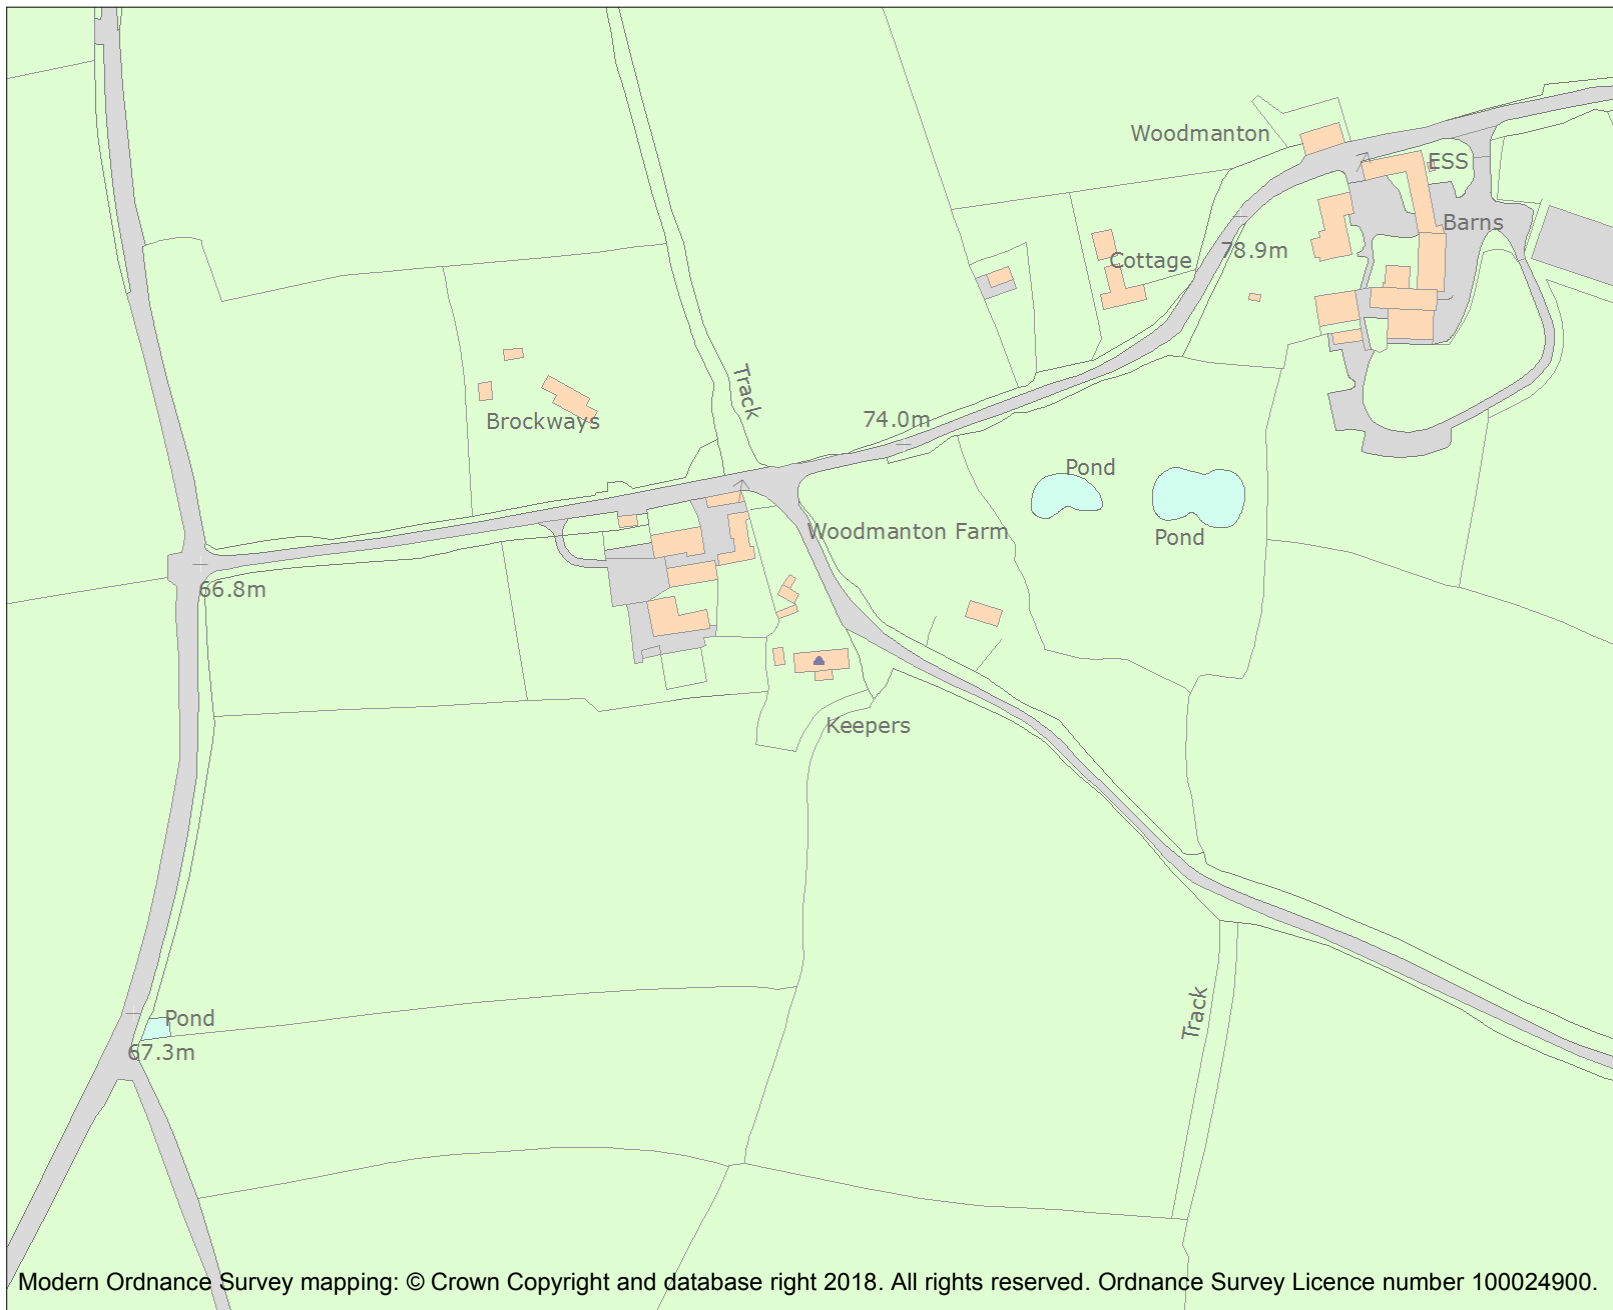 Woodmanton
ESS
Barns
78.9m
Cottage
Track
74.0m
Brockways
Pond
Pond
Woodmanton Farm
66.8m
Keepers
Track
Pond
67.3m
Modern Ordnance Survey mapping: © Crown Copyright and database right 2018. All rights reserved. Ordnance Survey Licence number 100024900.